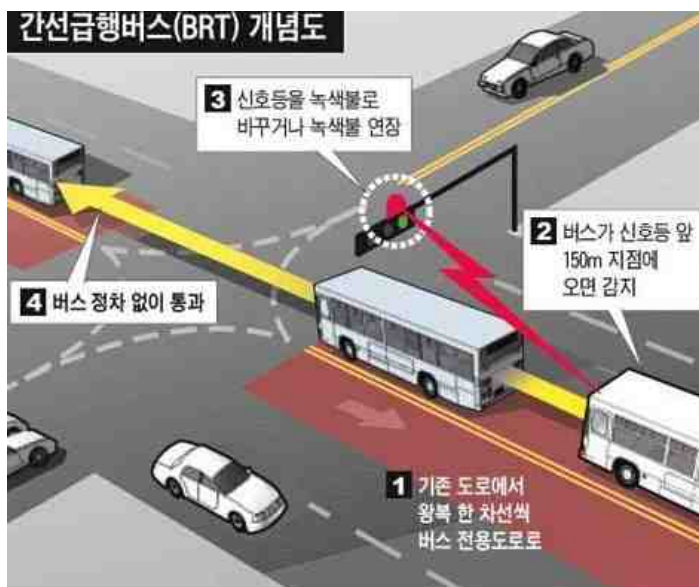 간선급행버스(BRT) 개념도
3 신호등을 녹색불로
바꾸거나 녹색불 연장
2 버스가 신호등 앞
150m 지점에
오면 감지
4 버스 정차 없이 통과
1 기존 도로에서
왕복 한 차선씩
버스 전용도로로